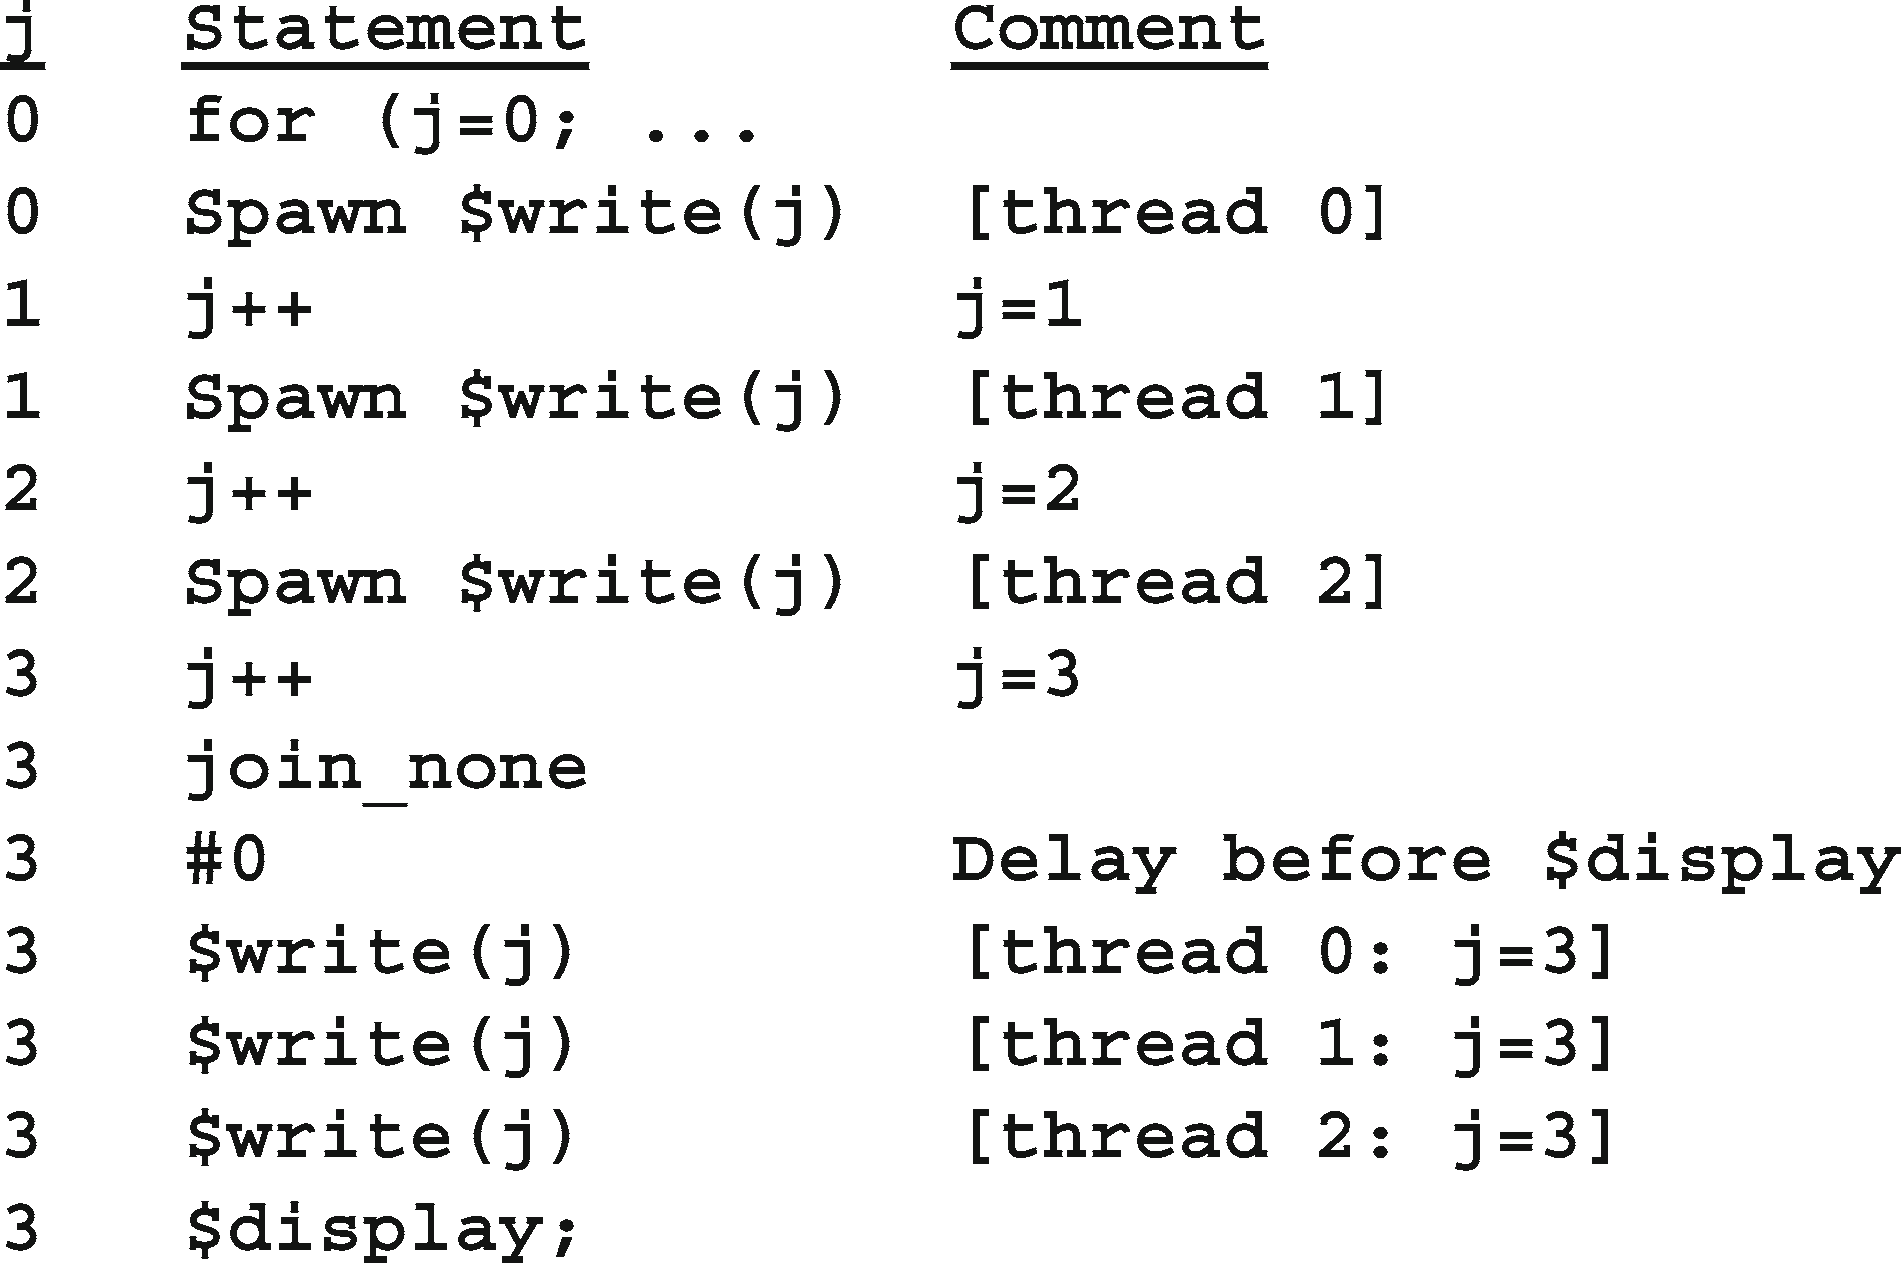 j Statement Comment
0 for (j=0; ...
0 Spawn $write(j) [thread 0]
1 j++ j=1
1 Spawn $write(j) [thread 1]
2 j++ j=2
2 Spawn $write(j) [thread 2]
3 j++ j=3
3 join_none
3 #0 Delay before $display
3 $write(j) [thread 0: j=3]
3 $write(j) [thread 1: j=3]
3 $write(j) [thread 2: j=3]
3 $display;